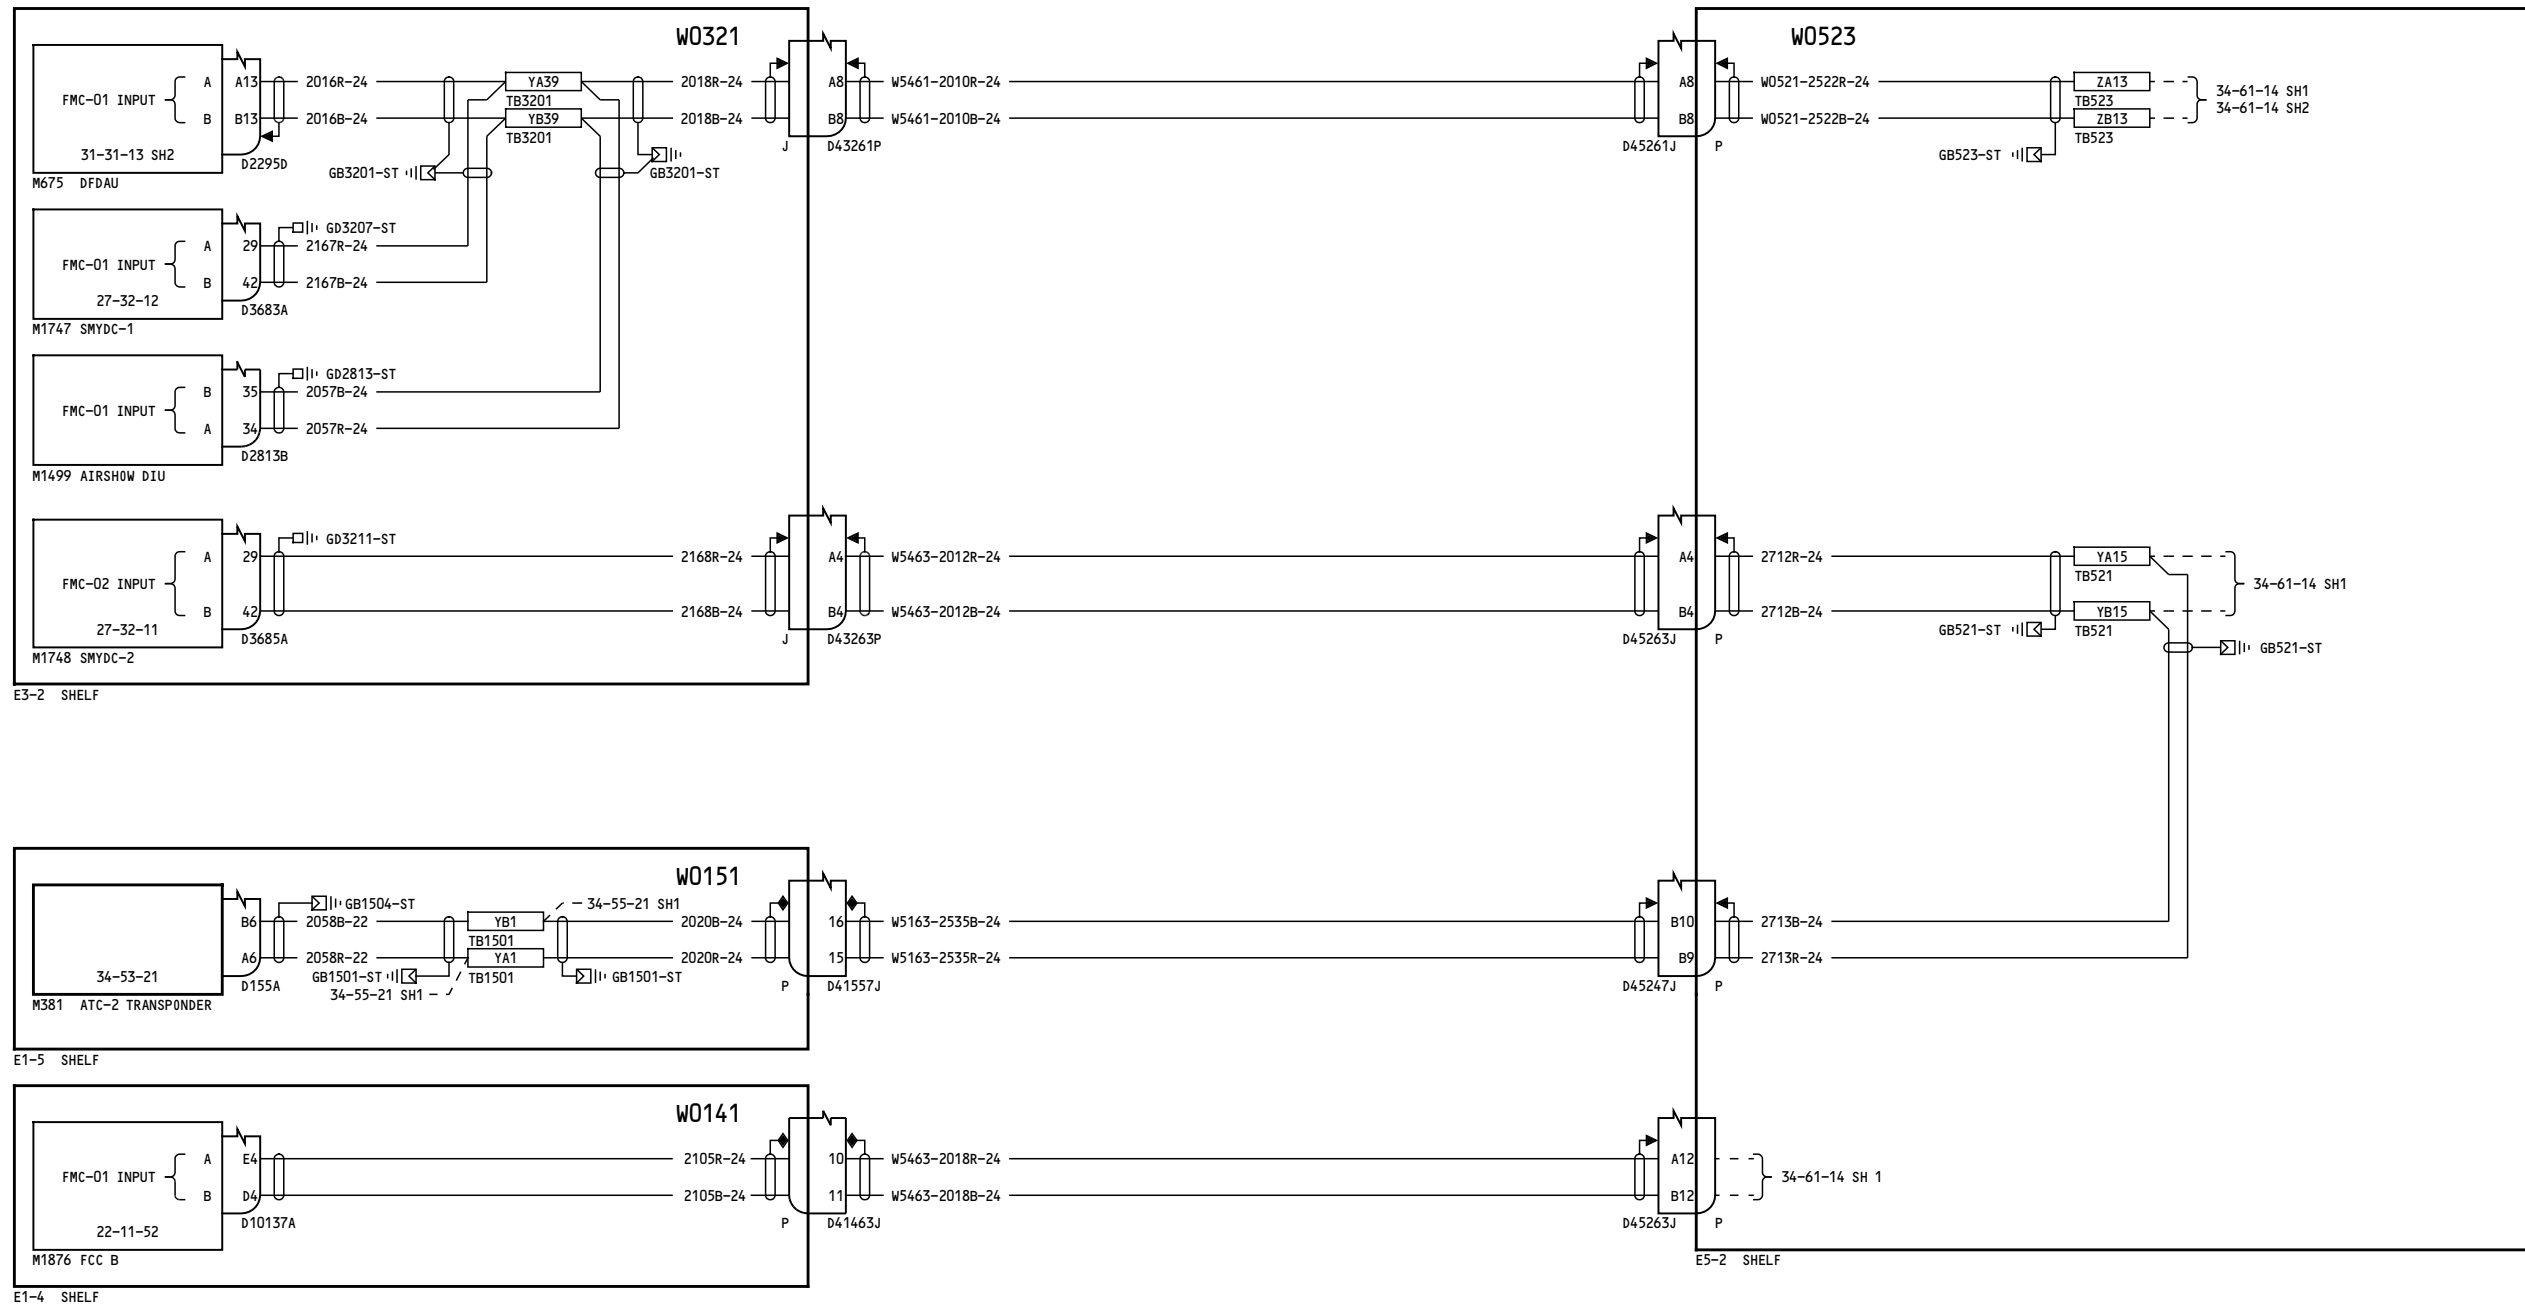 W0321
W0523
A
A13
2016R-24
YA39
2018R-24
A8
W5461-2010R-24
A8
W0521-2522R-24
ZA13
FMC-01 INPUT
TB3201
TB523
34-61-14 SH1
34-61-14 SH2
B
B13
2016B-24
YB39
2018B-24
B8
W5461-2010B-24
B8
W0521-2522B-24
ZB13
TB3201
TB523
31-31-13 SH2
D2295D
J
D43261P
D45261J
P
GB523-ST
M675 DFDAU
GB3201-ST
GB3201-ST
GD3207-ST
A
29
2167R-24
FMC-01 INPUT
B
42
2167B-24
27-32-12
D3683A
M1747 SMYDC-1
GD2813-ST
B
35
2057B-24
FMC-01 INPUT
A
34
2057R-24
D2813B
M1499 AIRSHOW DIU
GD3211-ST
A
29
2168R-24
A4
W5463-2012R-24
A4
2712R-24
YA15
TB521
FMC-02 INPUT
34-61-14 SH1
B
42
2168B-24
B4
W5463-2012B-24
B4
2712B-24
YB15
TB521
27-32-11
D3685A
J
D43263P
D45263J
P
GB521-ST
GB521-ST
M1748 SMYDC-2
E3-2 SHELF
W0151
GB1504-ST
34-55-21 SH1
B6
2058B-22
YB1
2020B-24
16
W5163-2535B-24
B10
2713B-24
TB1501
A6
2058R-22
YA1
2020R-24
15
W5163-2535R-24
B9
2713R-24
34-53-21
D155A
GB1501-ST
TB1501
GB1501-ST
P
D41557J
D45247J
P
34-55-21 SH1
M381 ATC-2 TRANSPONDER
E1-5 SHELF
W0141
A
E4
2105R-24
10
W5463-2018R-24
A12
FMC-01 INPUT
34-61-14 SH 1
B
D4
2105B-24
11
W5463-2018B-24
B12
22-11-52
D10137A
P
D41463J
D45263J
P
M1876 FCC B
E5-2 SHELF
E1-4 SHELF